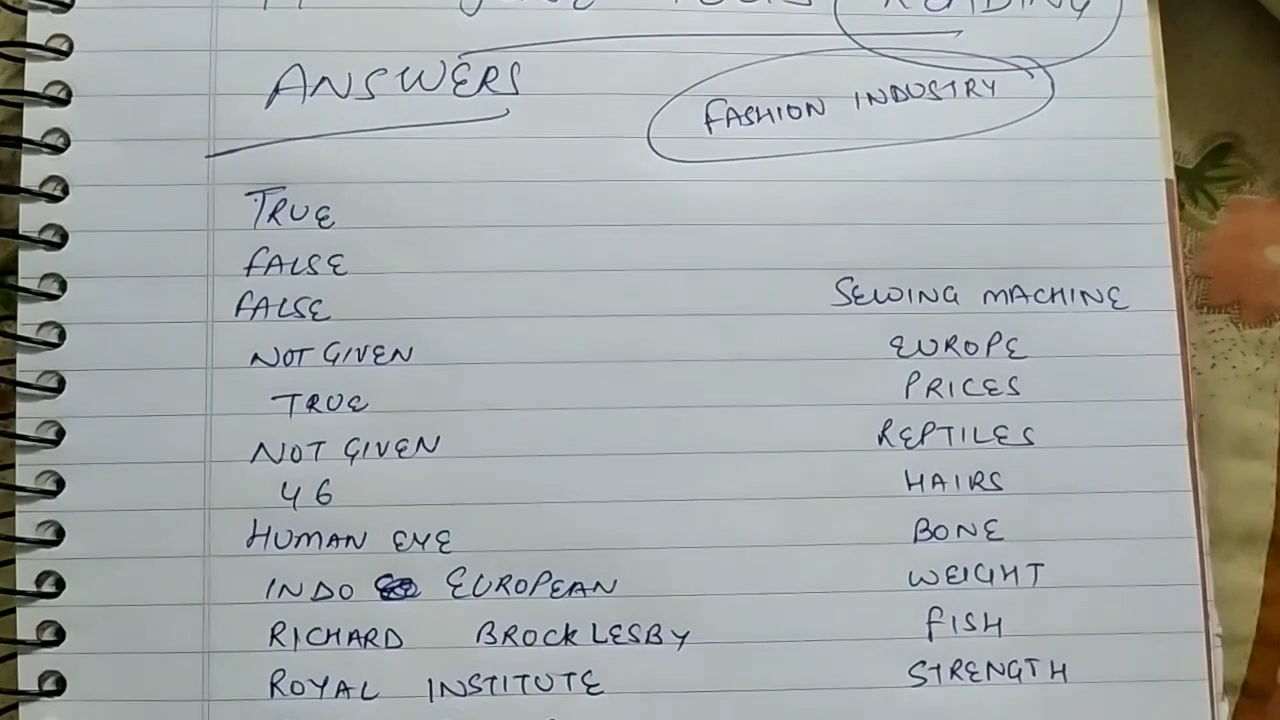 READING
ANSWERS
FASHION INDUSTRY
TRUE
FALSE
FALSE
NOT GIVEN
TRUE
NOT GIVEN
46
HUMAN EYE
INDO EUROPEAN
RICHARD BROCKLESBY
ROYAL INSTITUTE
SEWING MACHINE
EUROPE
PRICES
REPTILES
HAIRS
BONE
WEIGHT
FISH
STRENGTH